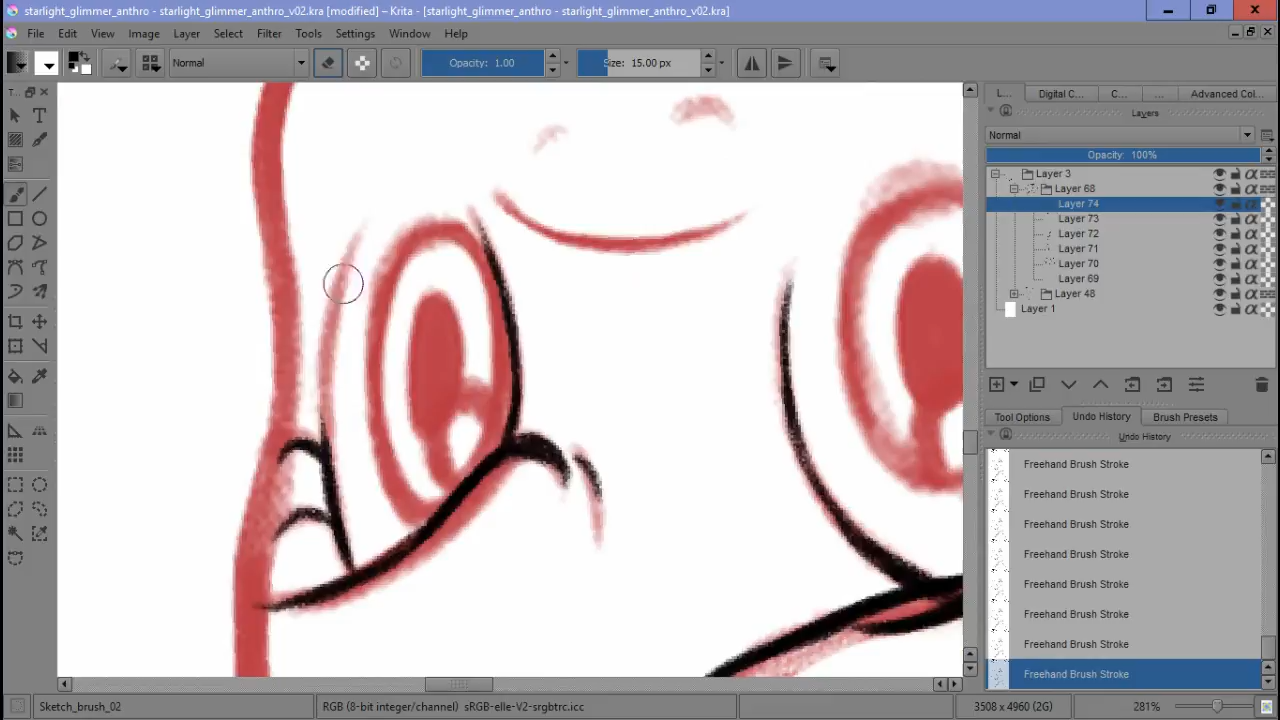 starlight_glimmer_anthro - starlight_glimmer_anthro_v02.kra [modified] – Krita - [starlight_glimmer_anthro - starlight_glimmer_anthro_v02.kra]
File Edit View Image Layer Select Filter Tools Settings Window Help
Normal Opacity: 1.00 Size: 15.00 px
T... L... Digital C... C... ... Advanced Col...
Layers
Normal
Opacity: 100%
Layer 3
Layer 68
Layer 74
Layer 73
Layer 72
Layer 71
Layer 70
Layer 69
Layer 48
Layer 1
Tool Options Undo History Brush Presets
Undo History
Freehand Brush Stroke
Freehand Brush Stroke
Freehand Brush Stroke
Freehand Brush Stroke
Freehand Brush Stroke
Freehand Brush Stroke
Freehand Brush Stroke
Freehand Brush Stroke
Sketch_brush_02 RGB (8-bit integer/channel) sRGB-elle-V2-srgbtrc.icc 3508 x 4960 (2G) 281%